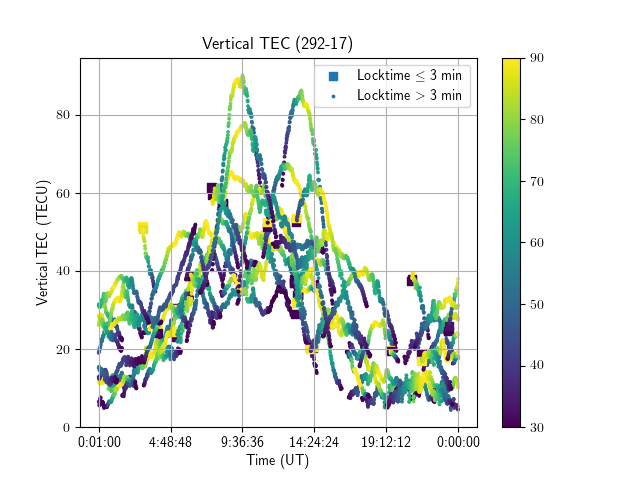 Vertical TEC (292-17)
Locktime ≤ 3 min
Locktime > 3 min
Vertical TEC (TECU)
80
60
40
20
0
0:01:00 4:48:48 9:36:36 14:24:24 19:12:12 0:00:00
Time (UT)
90
80
70
60
50
40
30